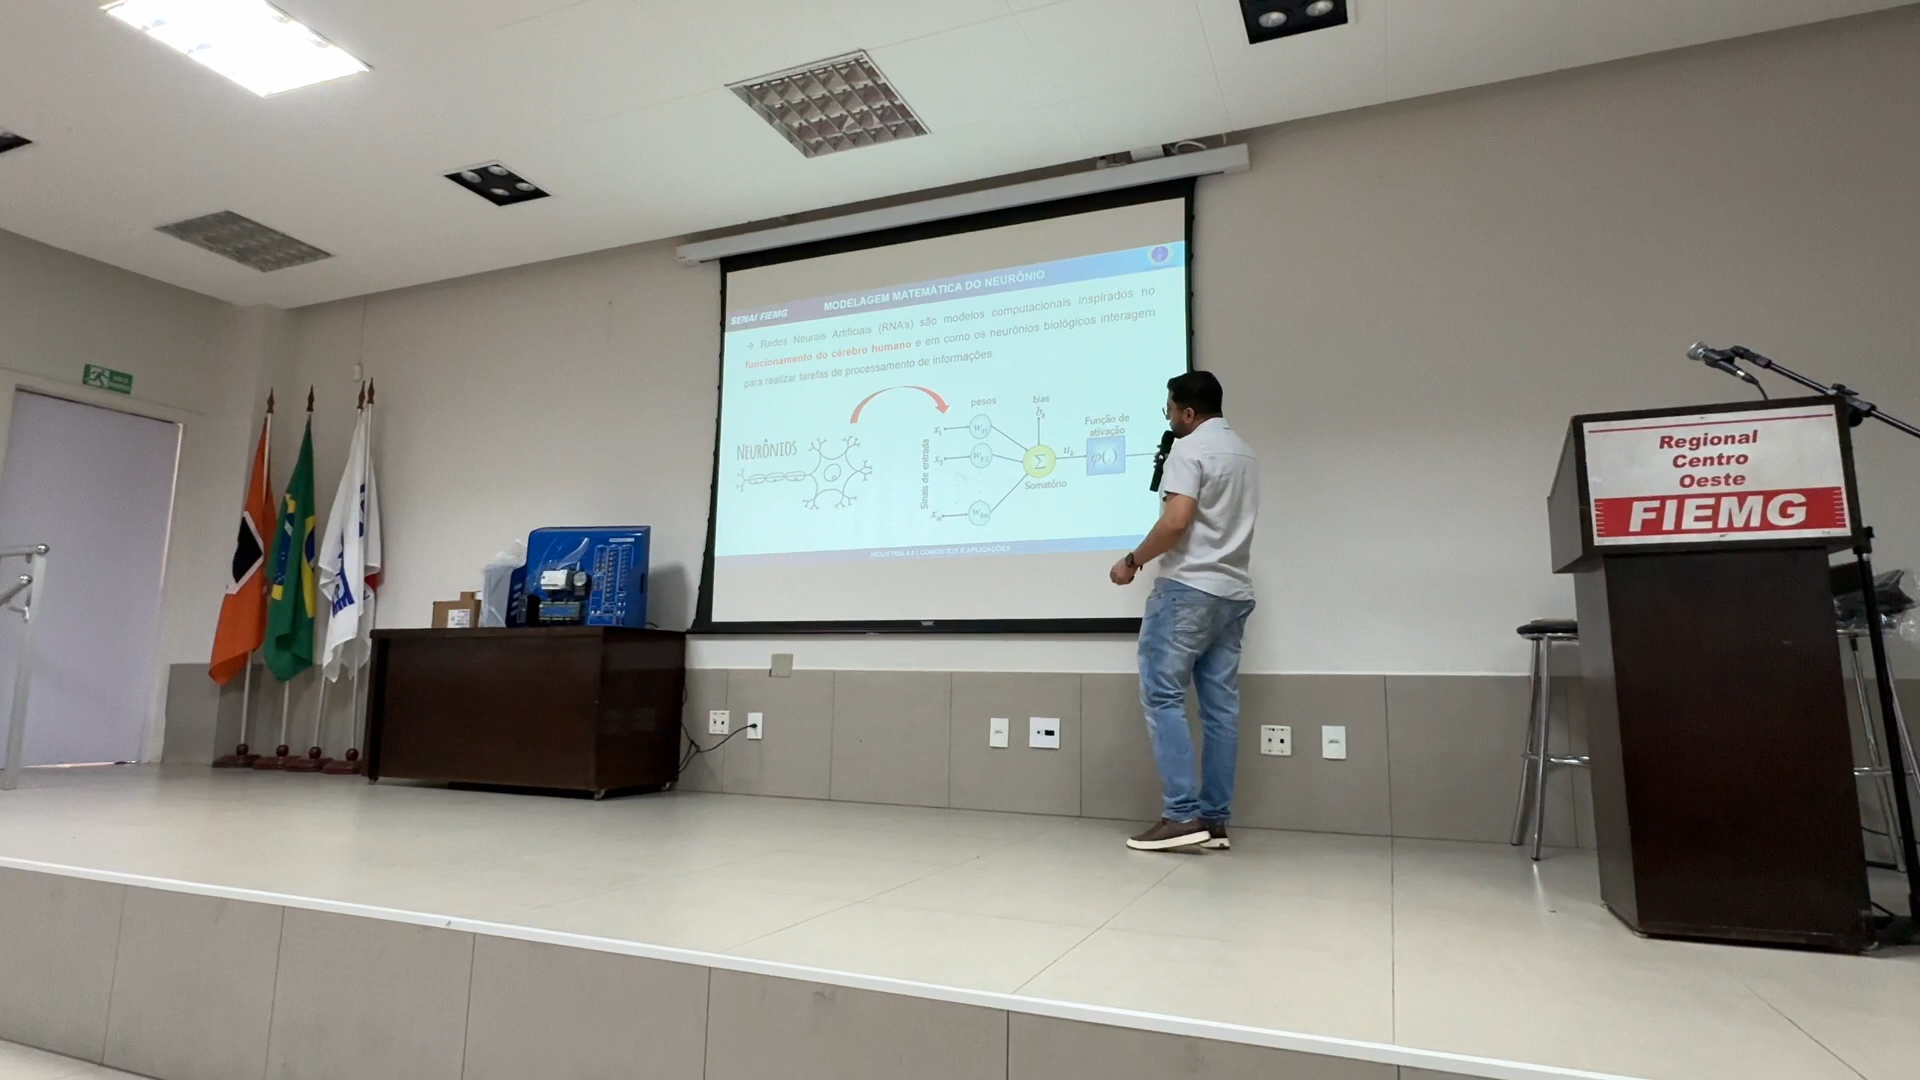 SENAI FIEMG
MODELAGEM MATEMÁTICA DO NEURÔNIO
→ Redes Neurais Artificiais (RNA's) são modelos computacionais inspirados no
funcionamento do cérebro humano e em como os neurônios biológicos interagem
para realizar tarefas de processamento de informações
NEURÔNIOS
Sinais de entrada
pesos
bias
Função de
ativação
Somatório
Σ
φ(.)
INDÚSTRIA 4.0 | CONCEITOS E APLICAÇÕES
Regional
Centro
Oeste
FIEMG